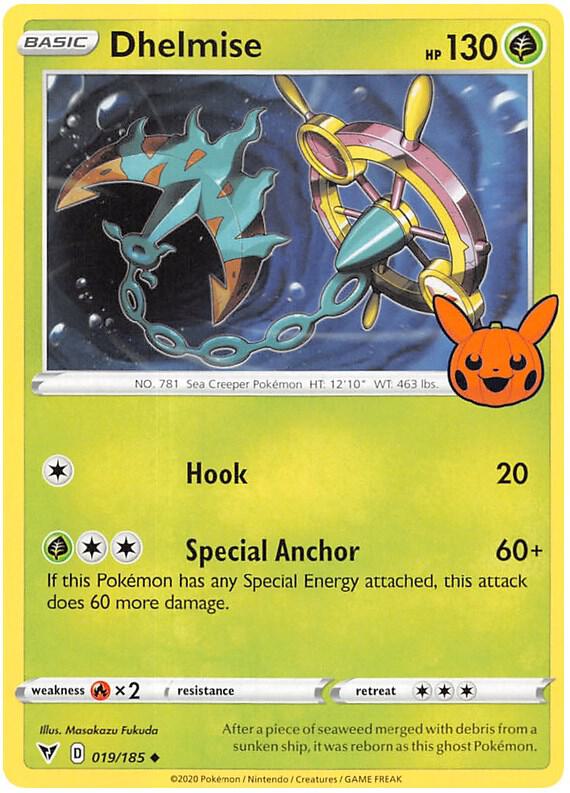 BASIC Dhelmise HP 130
NO. 781 Sea Creeper Pokémon HT: 12'10" WT: 463 lbs.
Hook 20
Special Anchor 60+
If this Pokémon has any Special Energy attached, this attack
does 60 more damage.
weakness ×2 resistance retreat
Illus. Masakazu Fukuda
After a piece of seaweed merged with debris from a
sunken ship, it was reborn as this ghost Pokémon.
D 019/185
©2020 Pokémon / Nintendo / Creatures / GAME FREAK